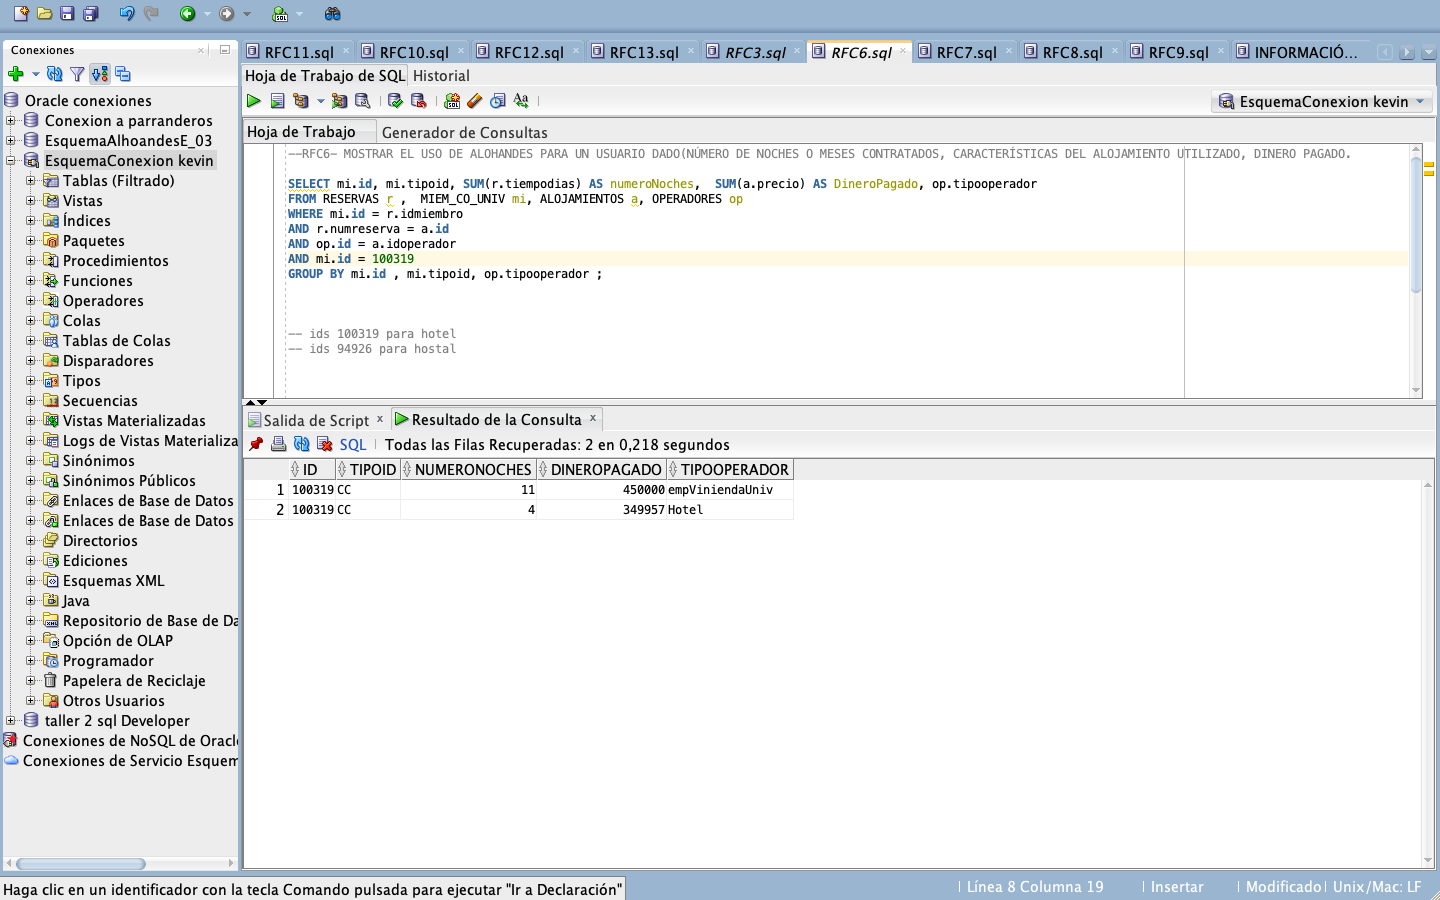 Conexiones
Oracle conexiones
Conexion a parranderos
EsquemaAlhoandesE_03
EsquemaConexion kevin
Tablas (Filtrado)
Vistas
Índices
Paquetes
Procedimientos
Funciones
Operadores
Colas
Tablas de Colas
Disparadores
Tipos
Secuencias
Vistas Materializadas
Logs de Vistas Materializa
Sinónimos
Sinónimos Públicos
Enlaces de Base de Datos
Enlaces de Base de Datos
Directorios
Ediciones
Esquemas XML
Java
Repositorio de Base de Da
Opción de OLAP
Programador
Papelera de Reciclaje
Otros Usuarios
taller 2 sql Developer
Conexiones de NoSQL de Oracl
Conexiones de Servicio Esquem
RFC11.sql RFC10.sql RFC12.sql RFC13.sql RFC3.sql RFC6.sql RFC7.sql RFC8.sql RFC9.sql INFORMACIÓ...
Hoja de Trabajo de SQL Historial
EsquemaConexion kevin
Hoja de Trabajo Generador de Consultas
--RFC6- MOSTRAR EL USO DE ALOHANDES PARA UN USUARIO DADO(NÚMERO DE NOCHES O MESES CONTRATADOS, CARACTERÍSTICAS DEL ALOJAMIENTO UTILIZADO, DINERO PAGADO.
SELECT mi.id, mi.tipoid, SUM(r.tiempodias) AS numeroNoches,  SUM(a.precio) AS DineroPagado, op.tipooperador
FROM RESERVAS r ,  MIEM_CO_UNIV mi, ALOJAMIENTOS a, OPERADORES op
WHERE mi.id = r.idmiembro
AND r.numreserva = a.id
AND op.id = a.idoperador
AND mi.id = 100319
GROUP BY mi.id , mi.tipoid, op.tipooperador ;
-- ids 100319 para hotel
-- ids 94926 para hostal
Salida de Script x Resultado de la Consulta x
SQL Todas las Filas Recuperadas: 2 en 0,218 segundos
ID TIPOID NUMERONOCHES DINEROPAGADO TIPOOPERADOR
1 100319 CC 11 450000 empViniendaUniv
2 100319 CC 4 349957 Hotel
Haga clic en un identificador con la tecla Comando pulsada para ejecutar "Ir a Declaración"
Línea 8 Columna 19 Insertar Modificado Unix/Mac: LF